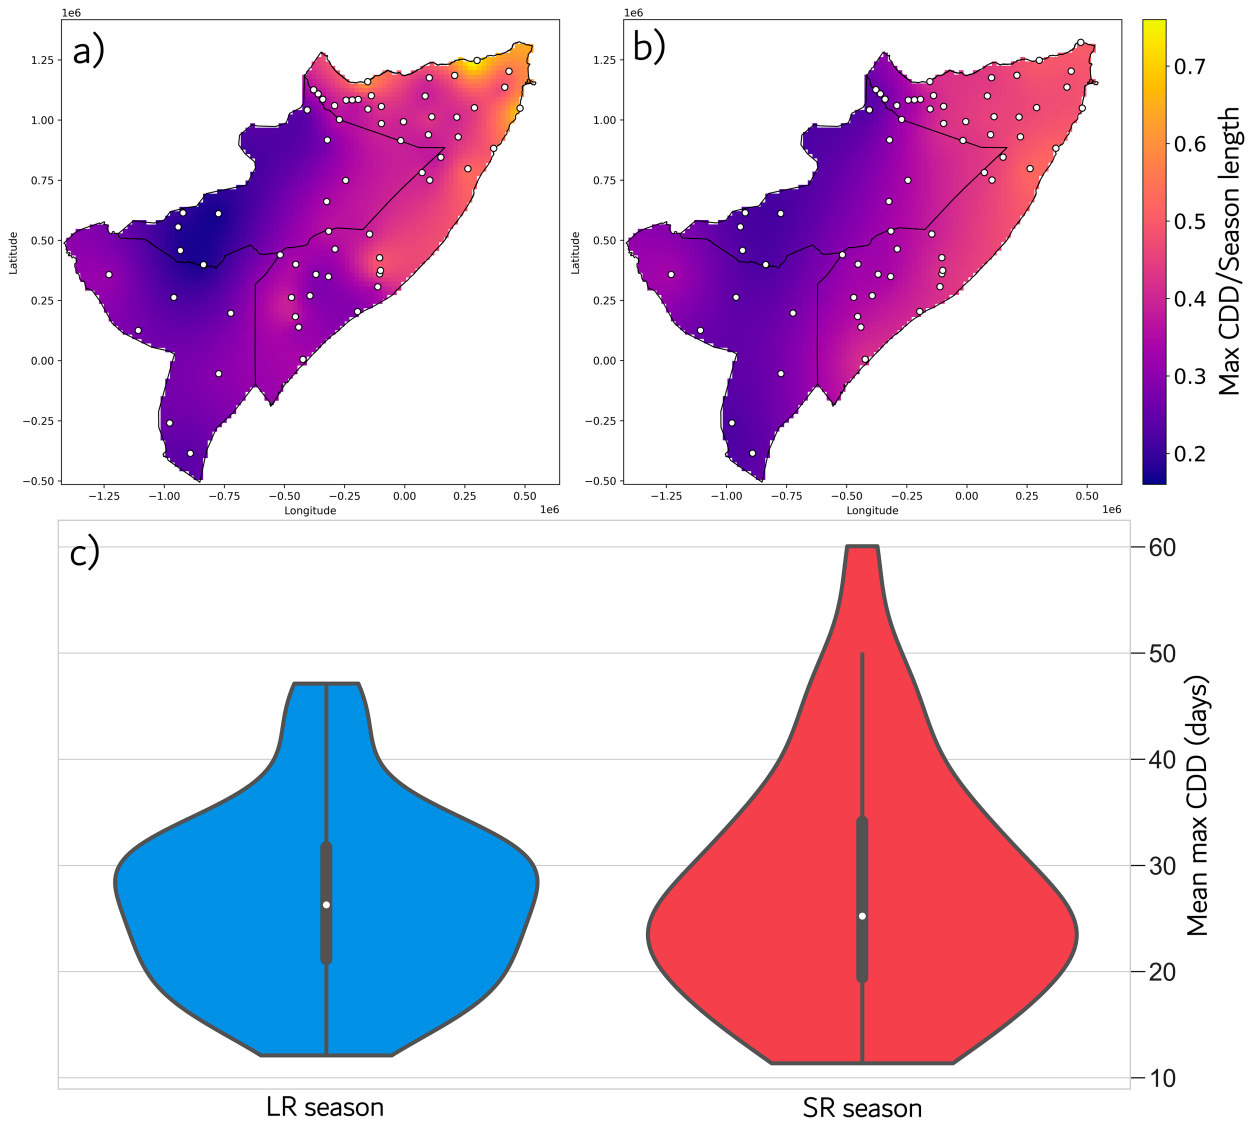 1e6
a)
1.25
1.00
0.75
0.50
0.25
0.00
−0.25
−0.50
Latitude
−1.25 −1.00 −0.75 −0.50 −0.25 0.00 0.25 0.50
Longitude
1e6
1e6
b)
1.25
1.00
0.75
0.50
0.25
0.00
−0.25
−0.50
Latitude
−1.25 −1.00 −0.75 −0.50 −0.25 0.00 0.25 0.50
Longitude
1e6
0.7
0.6
0.5
0.4
0.3
0.2
Max CDD/Season length
c)
60
50
40
30
20
10
Mean max CDD (days)
LR season
SR season